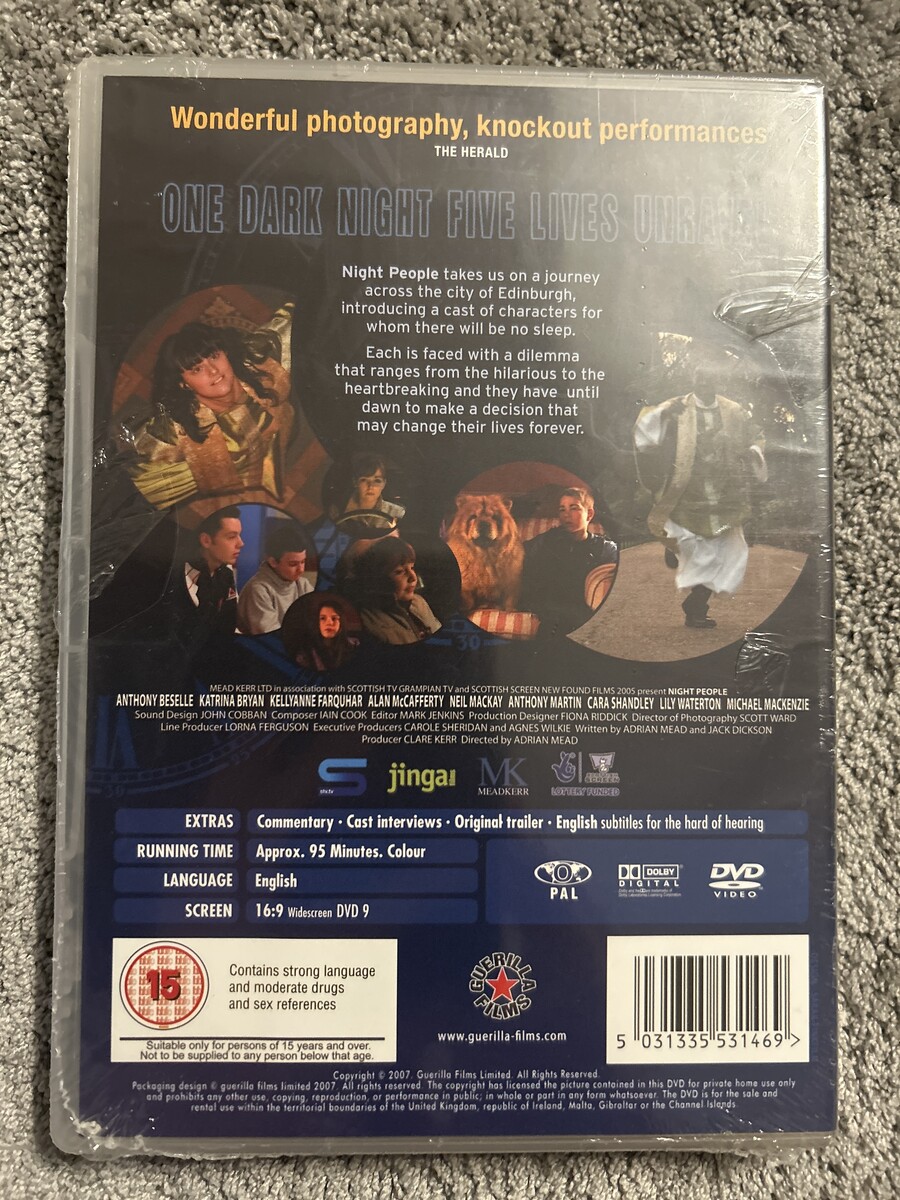 Wonderful photography, knockout performances
THE HERALD
ONE DARK NIGHT FIVE LIVES
Night People takes us on a journey
across the city of Edinburgh,
introducing a cast of characters for
whom there will be no sleep.
Each is faced with a dilemma
that ranges from the hilarious to the
heartbreaking and they have until
dawn to make a decision that
may change their lives forever.
30
MEAD KERR LTD in association with SCOTTISH TV GRAMPIAN TV and SCOTTISH SCREEN NEW FOUND FILMS 2005 present NIGHT PEOPLE
ANTHONY BESELLE KATRINA BRYAN KELLYANNE FARQUHAR ALAN McCAFFERTY NEIL MACKAY ANTHONY MARTIN CARA SHANDLEY LILY WATERTON MICHAEL MACKENZIE
Sound Design JOHN COBBAN Composer IAIN COOK Editor MARK JENKINS Production Designer FIONA RIDDICK Director of Photography SCOTT WARD
Line Producer LORNA FERGUSON Executive Producers CAROLE SHERIDAN and AGNES WILKIE Written by ADRIAN MEAD and JACK DICKSON
Producer CLARE KERR Directed by ADRIAN MEAD
S
jinga
MK
MEADKERR
LOTTERY FUNDED
EXTRAS Commentary · Cast interviews · Original trailer · English subtitles for the hard of hearing
RUNNING TIME Approx. 95 Minutes. Colour
LANGUAGE English
SCREEN 16:9 Widescreen DVD 9
PAL
DOLBY
DIGITAL
DVD
VIDEO
15
Contains strong language
and moderate drugs
and sex references
Suitable only for persons of 15 years and over.
Not to be supplied to any person below that age.
GUERILLA FILMS
www.guerilla-films.com
5 031335 531469 >
Copyright © 2007. Guerilla Films Limited. All Rights Reserved.
Packaging design © guerilla films limited 2007. All rights reserved. The copyright has licensed the picture contained in this DVD for private home use only
and prohibits any other use, copying, reproduction, or performance in public; in whole or part in any form whatsoever. The DVD is for the sale and
rental use within the territorial boundaries of the United Kingdom, republic of Ireland, Malta, Gibraltar or the Channel Islands.